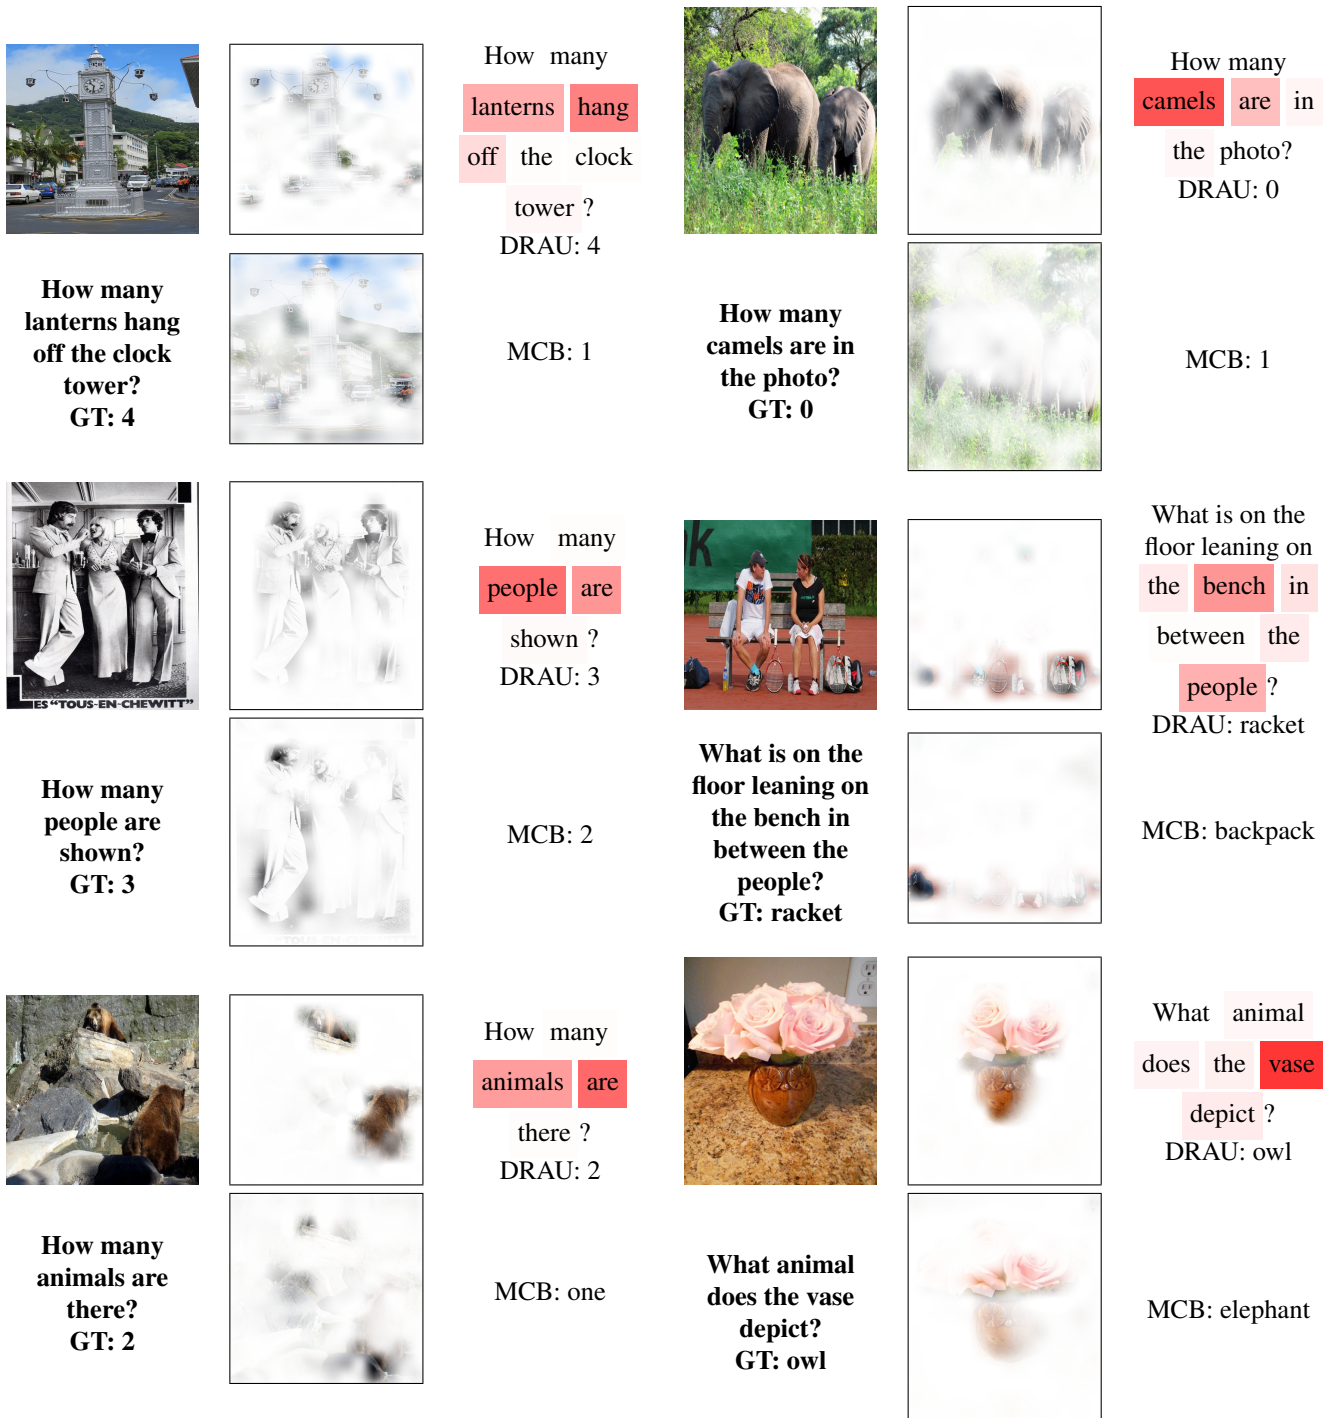 How many
lanterns hang
off the clock
tower ?
DRAU: 4
How many
lanterns hang
off the clock
tower?
GT: 4
MCB: 1
How many
camels are in
the photo?
DRAU: 0
How many
camels are in
the photo?
GT: 0
MCB: 1
ES "TOUS-EN-CHEWITT"
How many
people are
shown ?
DRAU: 3
How many
people are
shown?
GT: 3
MCB: 2
nk
What is on the
floor leaning on
the bench in
between the
people ?
DRAU: racket
What is on the
floor leaning on
the bench in
between the
people?
GT: racket
MCB: backpack
How many
animals are
there ?
DRAU: 2
How many
animals are
there?
GT: 2
MCB: one
What animal
does the vase
depict ?
DRAU: owl
What animal
does the vase
depict?
GT: owl
MCB: elephant